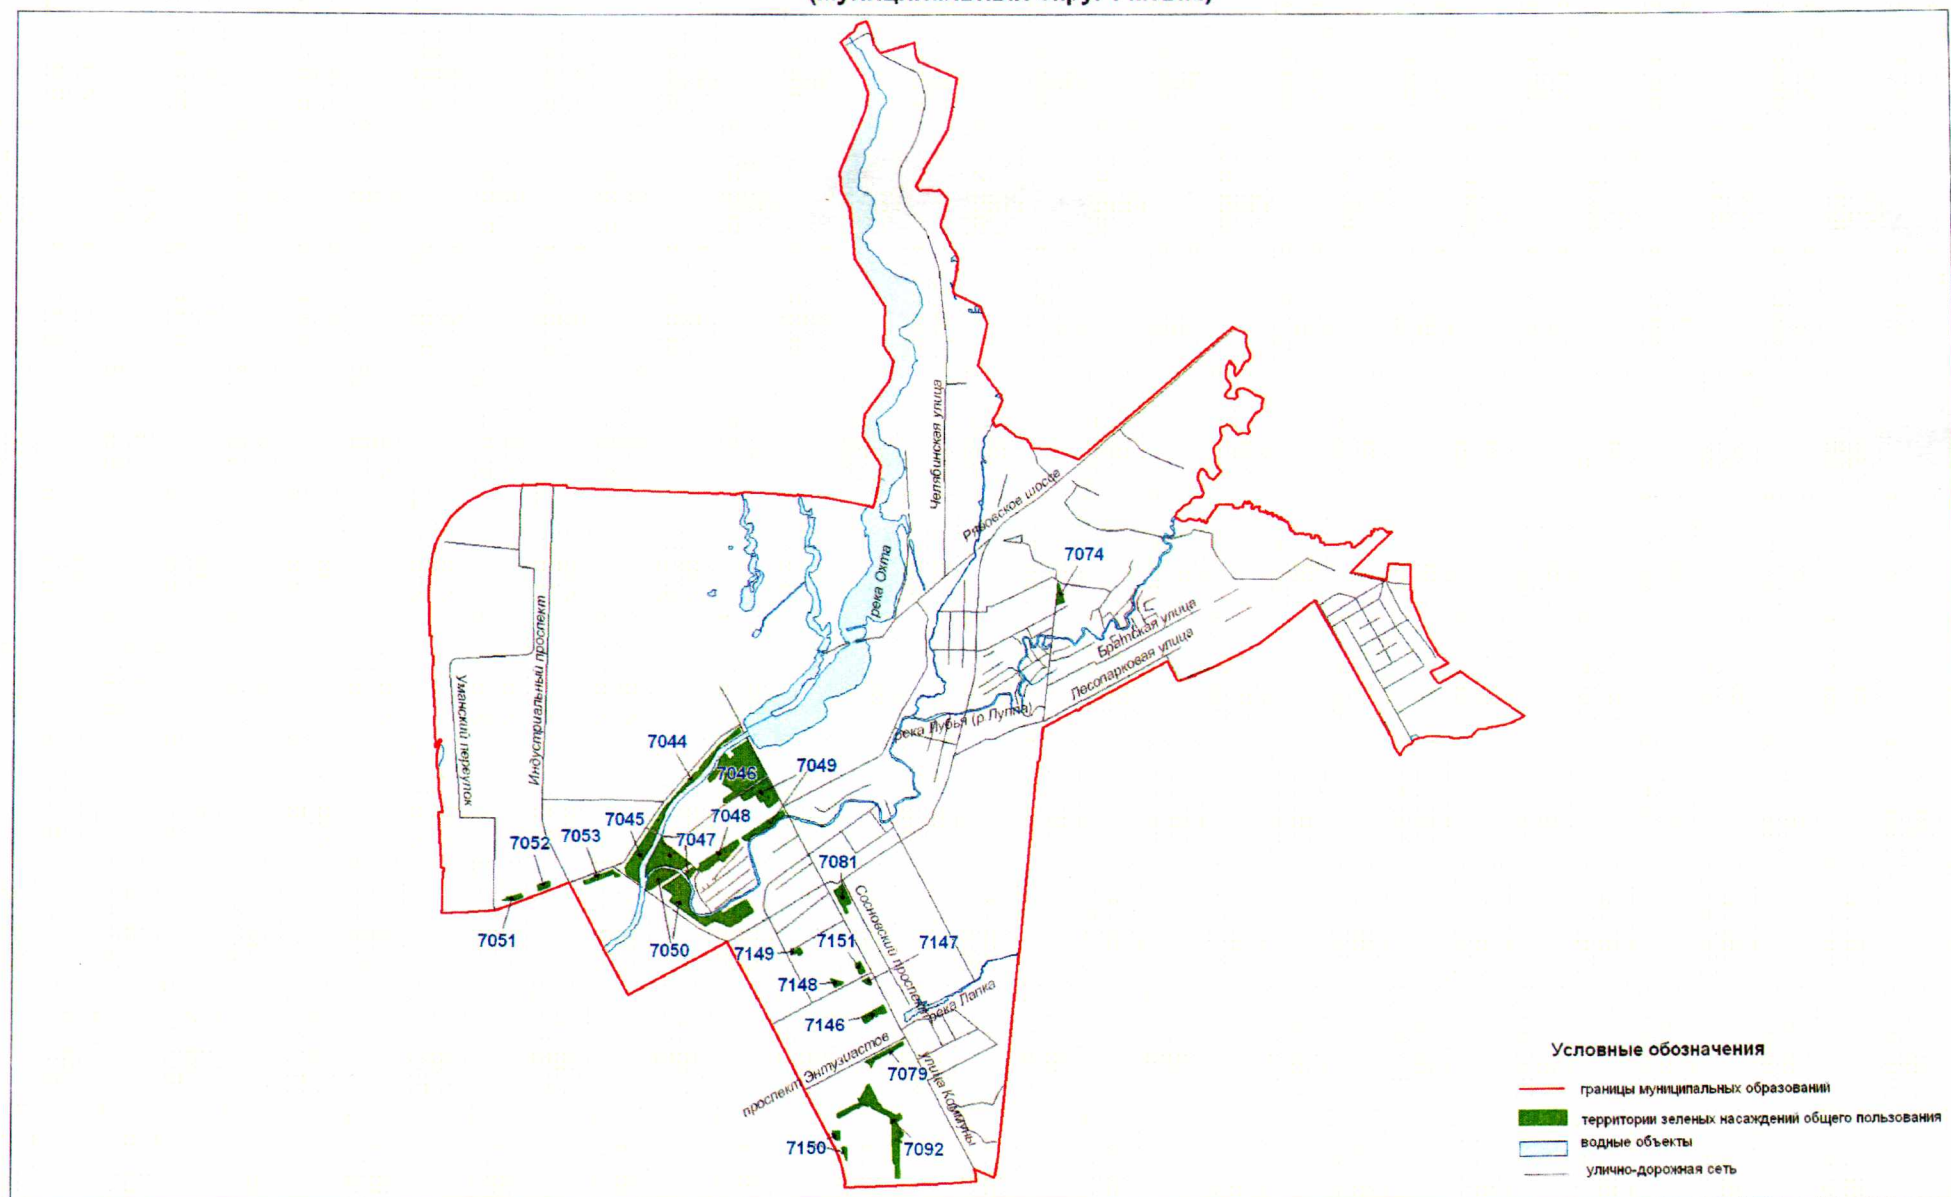 Челябинская улица
Рябовское шоссе
7074
река Охта
Братская улица
Лесопарковая улица
Индустриальный проспект
Уманский переулок
река Лубья (р.Луппа)
7044
7046
7049
7045
7048
7047
7052
7053
7081
7051
7050
Сосновский проспект
7149
7151
7147
7148
река Лапка
7146
проспект Энтузиастов
7079
улица Коммуны
7150
7092
Условные обозначения
границы муниципальных образований
территории зеленых насаждений общего пользования
водные объекты
улично-дорожная сеть